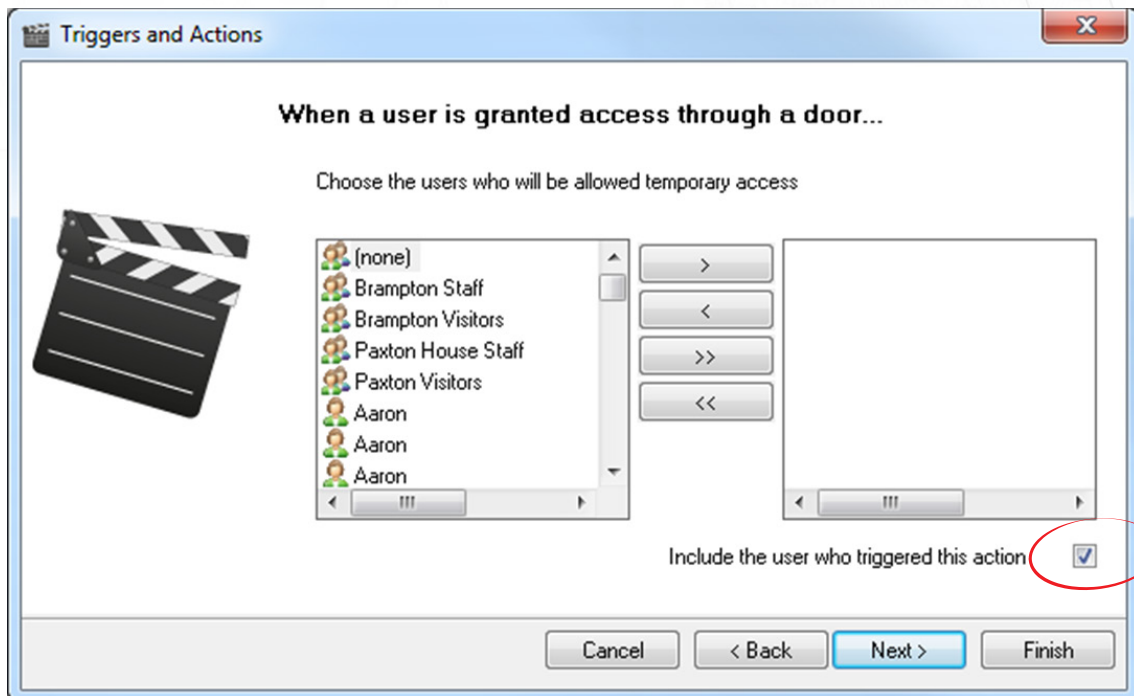 Triggers and Actions
When a user is granted access through a door...
Choose the users who will be allowed temporary access
(none)
Brampton Staff
Brampton Visitors
Paxton House Staff
Paxton Visitors
Aaron
Aaron
Aaron
>
<
>>
<<
Include the user who triggered this action
Cancel
< Back
Next >
Finish